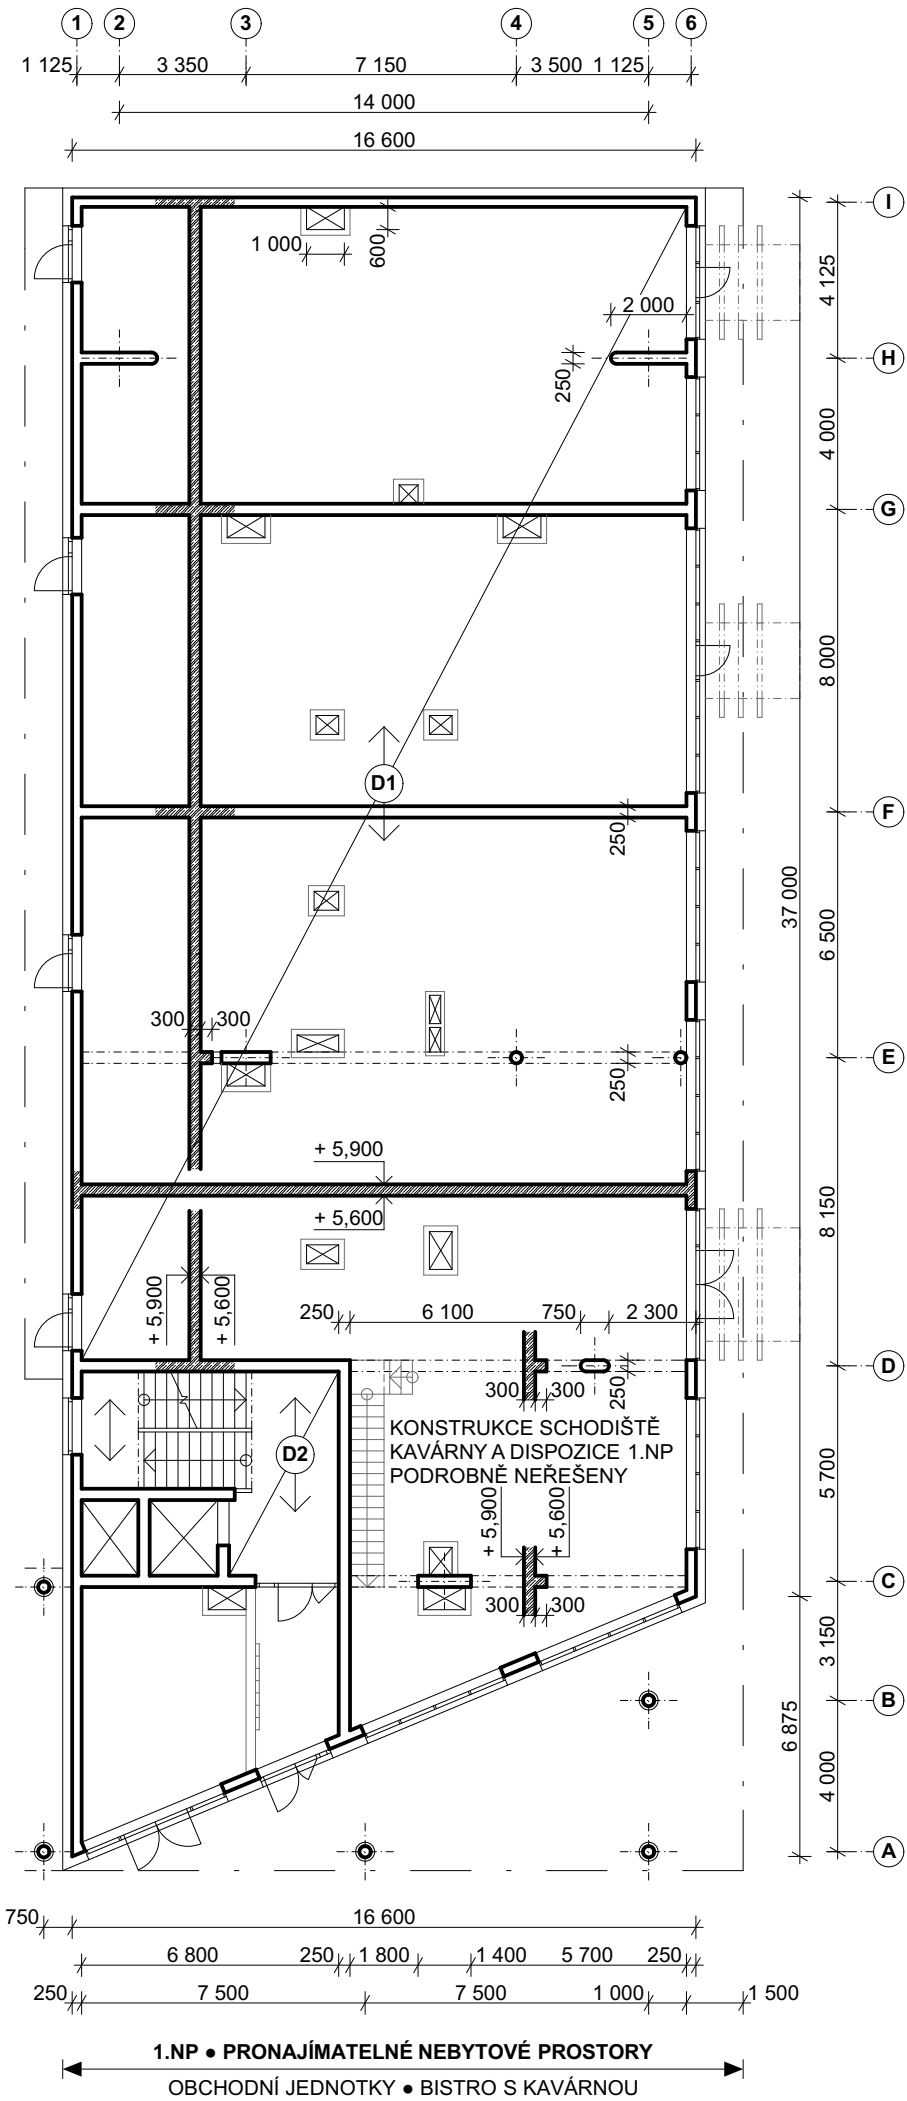 1 2 3 4 5 6
1 125 3 350 7 150 3 500 1 125
14 000
16 600
I
1 000
600
4 125
2 000
H
250
4 000
G
8 000
D1
F
250
37 000
6 500
300 300
E
250
+ 5,900
+ 5,600
8 150
+ 5,900
+ 5,600
250 6 100 750 2 300
D
300 300
250
KONSTRUKCE SCHODIŠTĚ
KAVÁRNY A DISPOZICE 1.NP
PODROBNĚ NEŘEŠENY
D2
5 700
+ 5,900
+ 5,600
C
300 300
3 150
B
6 875
4 000
A
750 16 600
6 800 250 1 800 1 400 5 700 250
250 7 500 7 500 1 000 1 500
1.NP ● PRONAJÍMATELNÉ NEBYTOVÉ PROSTORY
OBCHODNÍ JEDNOTKY ● BISTRO S KAVÁRNOU